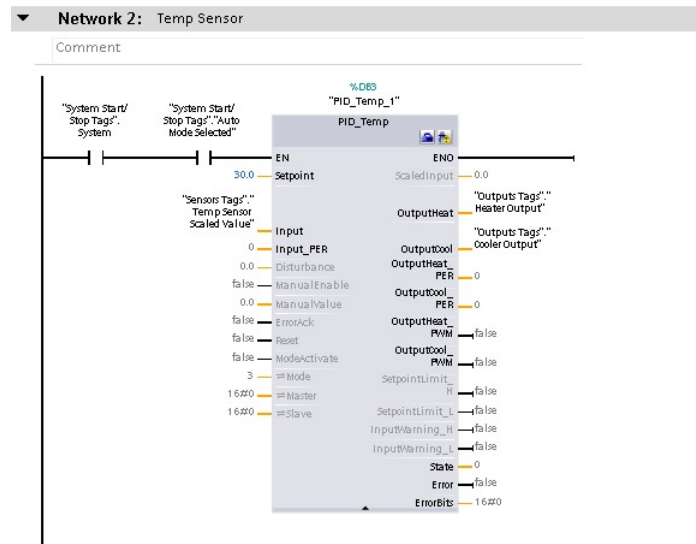 Network 2: Temp Sensor
Comment
%DB3
"PID_Temp_1"
"System Start/
Stop Tags".
System
"System Start/
Stop Tags"."Auto
Mode Selected"
PID_Temp
EN
ENO
30.0
Setpoint
ScaledInput
0.0
"Sensors Tags"."
Temp Sensor
Scaled Value"
Input
OutputHeat
"Outputs Tags"."
Heater Output"
0
Input_PER
OutputCool
"Outputs Tags"."
Cooler Output"
0.0
Disturbance
OutputHeat_
PER
0
false
ManualEnable
0.0
ManualValue
OutputCool_
PER
0
false
ErrorAck
OutputHeat_
PWM
false
false
Reset
false
ModeActivate
OutputCool_
PWM
false
3
Mode
SetpointLimit_
H
false
16#0
Master
16#0
Slave
SetpointLimit_L
false
InputWarning_H
false
InputWarning_L
false
State
0
Error
false
ErrorBits
16#0